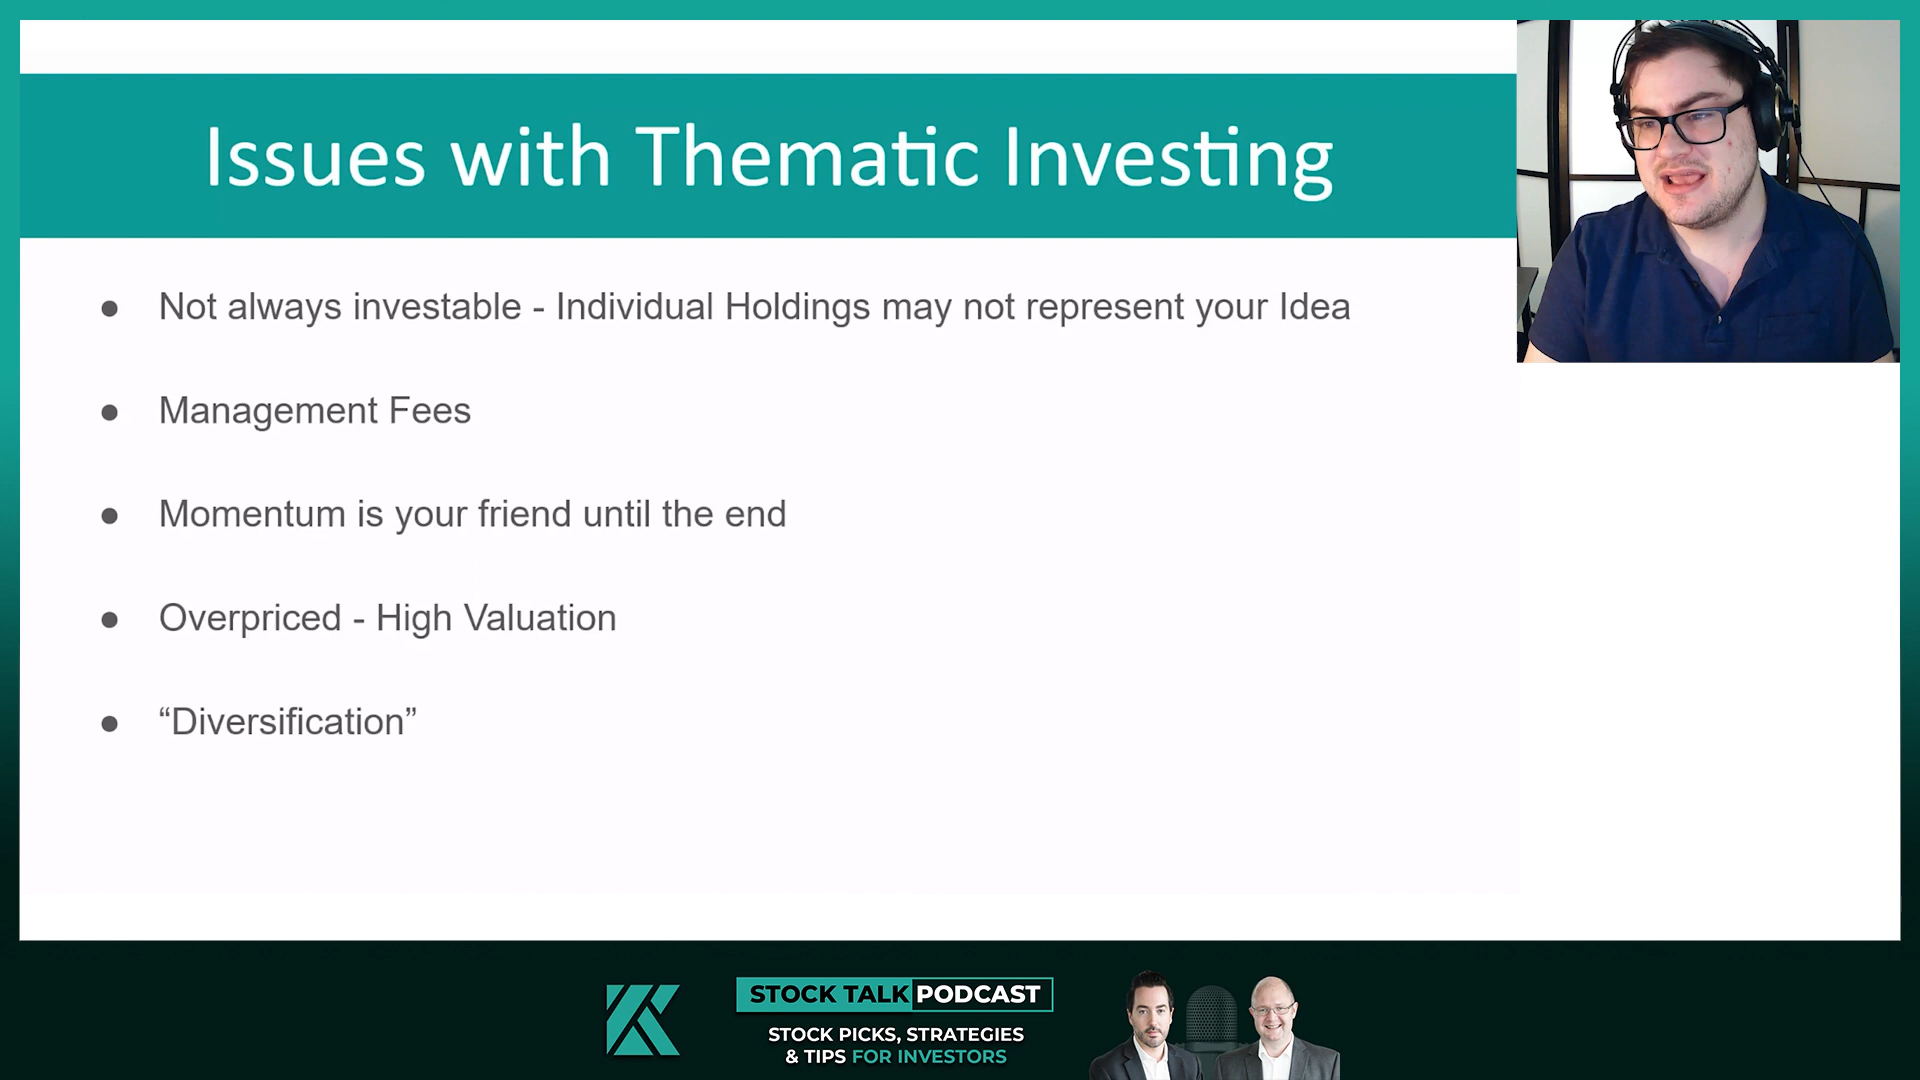 Issues with Thematic Investing
● Not always investable - Individual Holdings may not represent your Idea
● Management Fees
● Momentum is your friend until the end
● Overpriced - High Valuation
● “Diversification”
STOCK TALK PODCAST
STOCK PICKS, STRATEGIES
& TIPS FOR INVESTORS